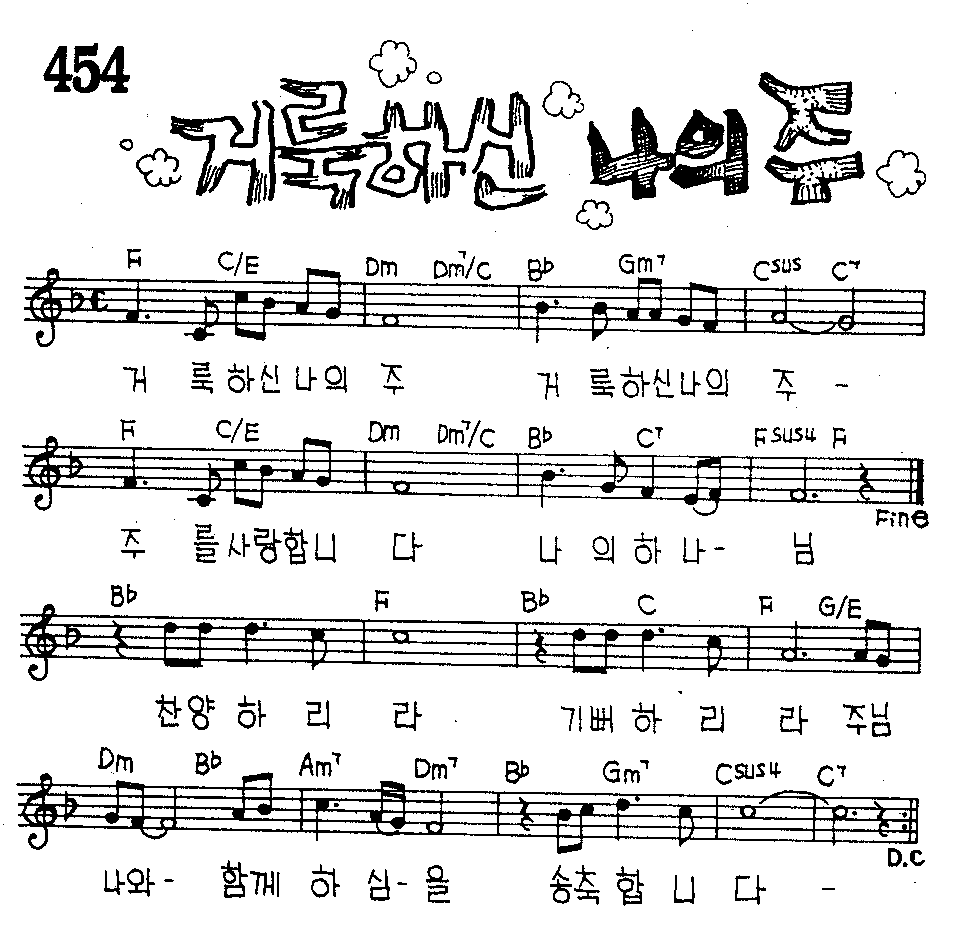 454
거룩하신 나의 주
F C/E Dm Dm7/C Bb Gm7 Csus C7
거 룩하신 나의 주 거 룩하신나의 주 -
F C/E Dm Dm7/C Bb C7 Fsus4 F
Fine
주 를사랑합니 다 나 의하 나- 님
Bb F Bb C F G/E
찬양하 리 라 기뻐하 리 라 주님
Dm Bb Am7 Dm7 Bb Gm7 Csus4 C7
D.C
나와- 함께 하 심-을 송축합 니 다 -